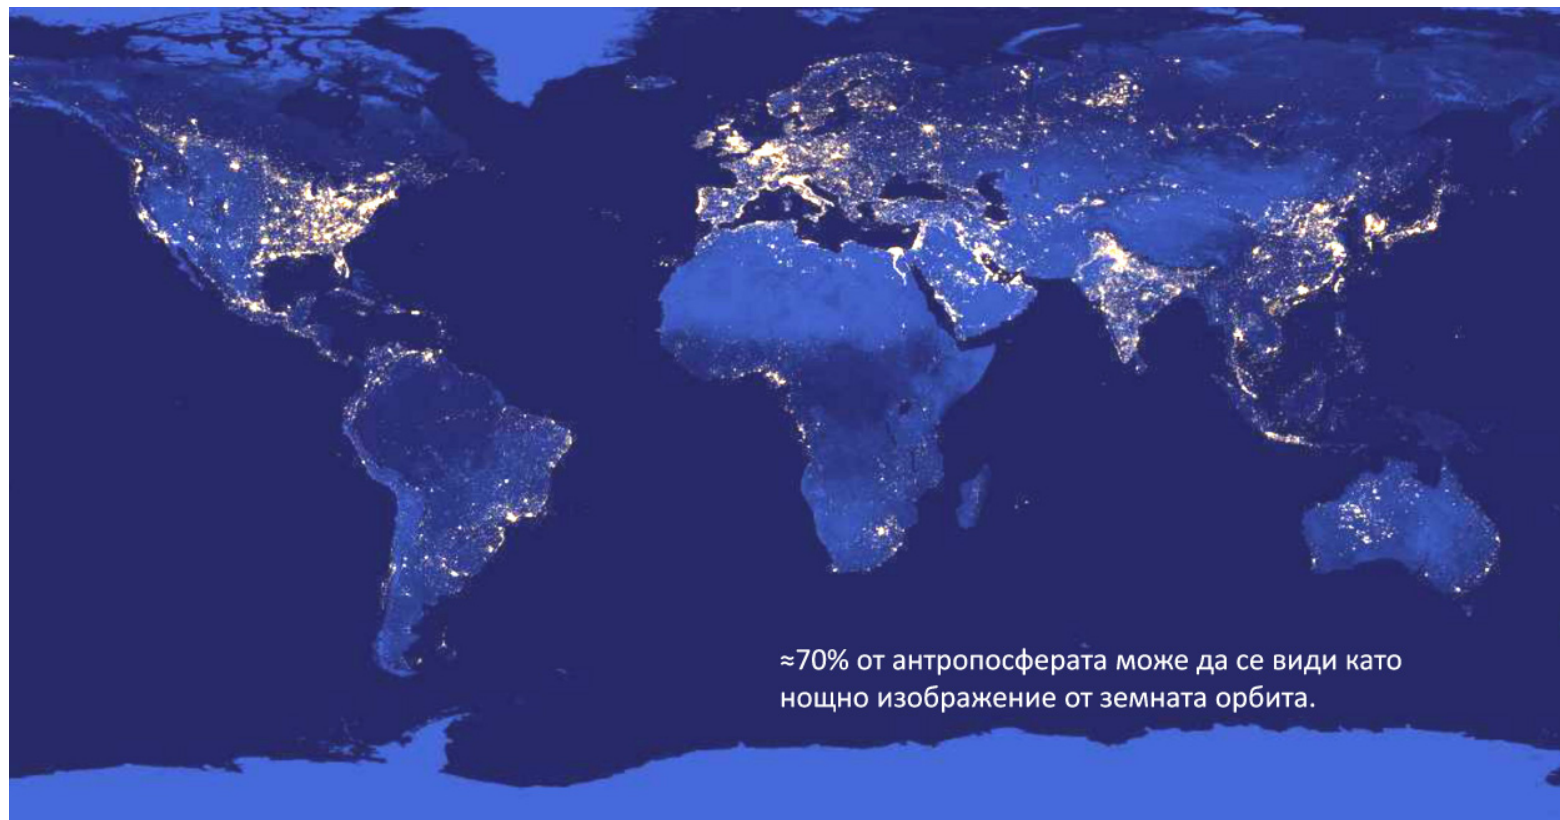 ≈70% от антропосферата може да се види като
нощно изображение от земната орбита.